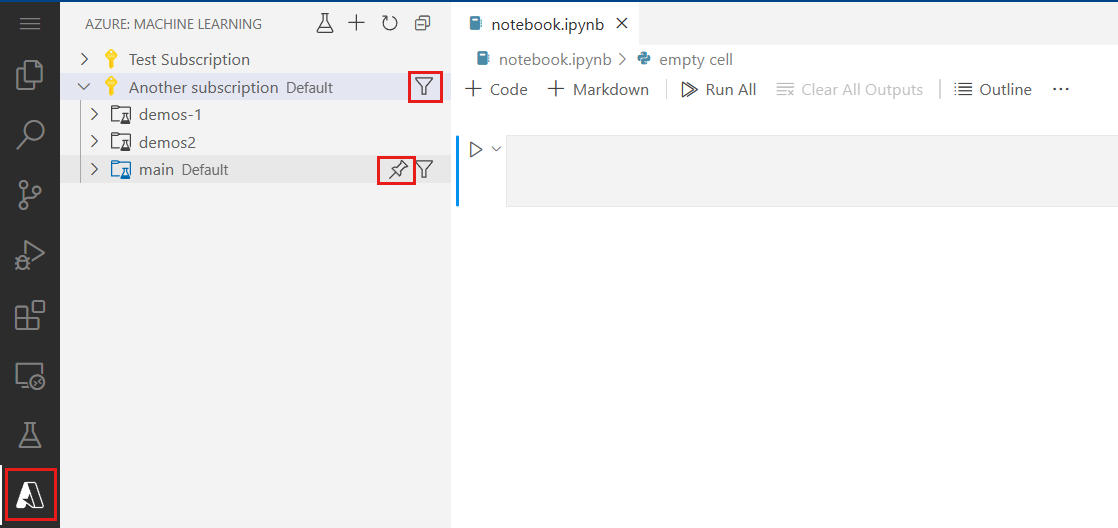 AZURE: MACHINE LEARNING
Test Subscription
Another subscription Default
demos-1
demos2
main Default
notebook.ipynb
notebook.ipynb > empty cell
Code Markdown Run All Clear All Outputs Outline ...